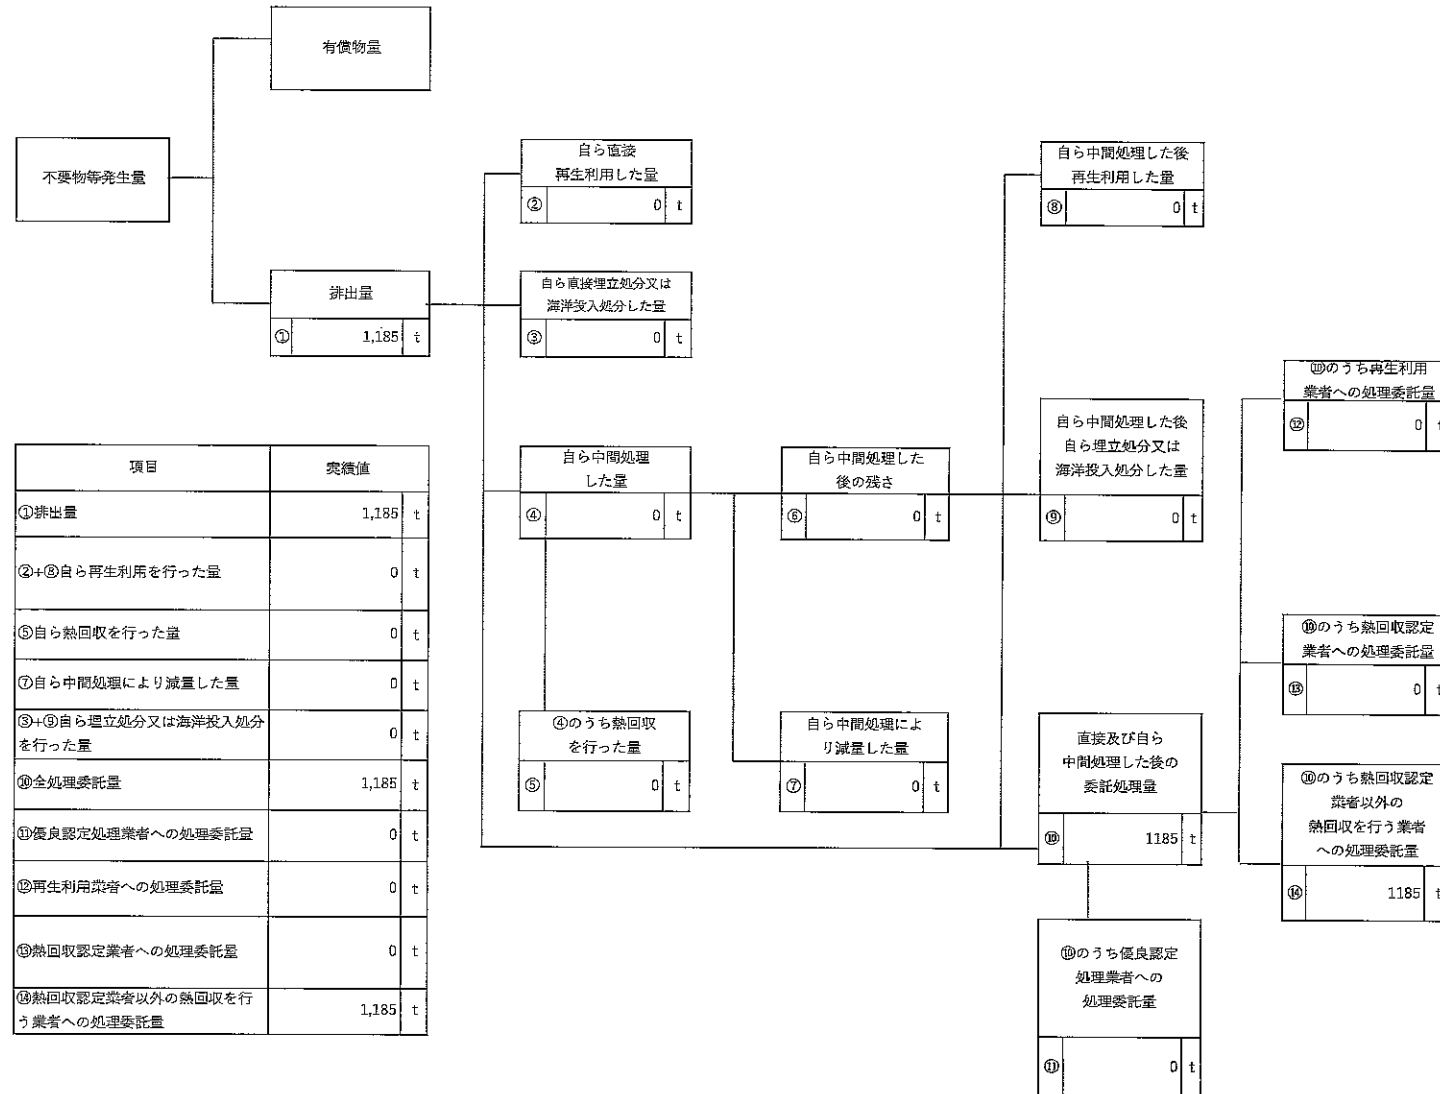 有償物量
不要物等発生量
排出量
① 1,185 t
自ら直接
再生利用した量
② 0 t
自ら直接埋立処分又は
海洋投入処分した量
③ 0 t
自ら中間処理
した量
④ 0 t
④のうち熱回収
を行った量
⑤ 0 t
自ら中間処理した
後の残さ
⑥ 0 t
自ら中間処理によ
り減量した量
⑦ 0 t
自ら中間処理した後
再生利用した量
⑧ 0 t
自ら中間処理した後
自ら埋立処分又は
海洋投入処分した量
⑨ 0 t
直接及び自ら
中間処理した後の
委託処理量
⑩ 1185 t
⑩のうち優良認定
処理業者への
処理委託量
⑪ 0 t
⑩のうち再生利用
業者への処理委託量
⑫ 0 t
⑩のうち熱回収認定
業者への処理委託量
⑬ 0 t
⑩のうち熱回収認定
業者以外の
熱回収を行う業者
への処理委託量
⑭ 1185 t
項目 実績値
①排出量 1,185 t
②+⑧自ら再生利用を行った量 0 t
⑤自ら熱回収を行った量 0 t
⑦自ら中間処理により減量した量 0 t
③+⑨自ら埋立処分又は海洋投入処分
を行った量 0 t
⑩全処理委託量 1,185 t
⑪優良認定処理業者への処理委託量 0 t
⑫再生利用業者への処理委託量 0 t
⑬熱回収認定業者への処理委託量 0 t
⑭熱回収認定業者以外の熱回収を行
う業者への処理委託量 1,185 t